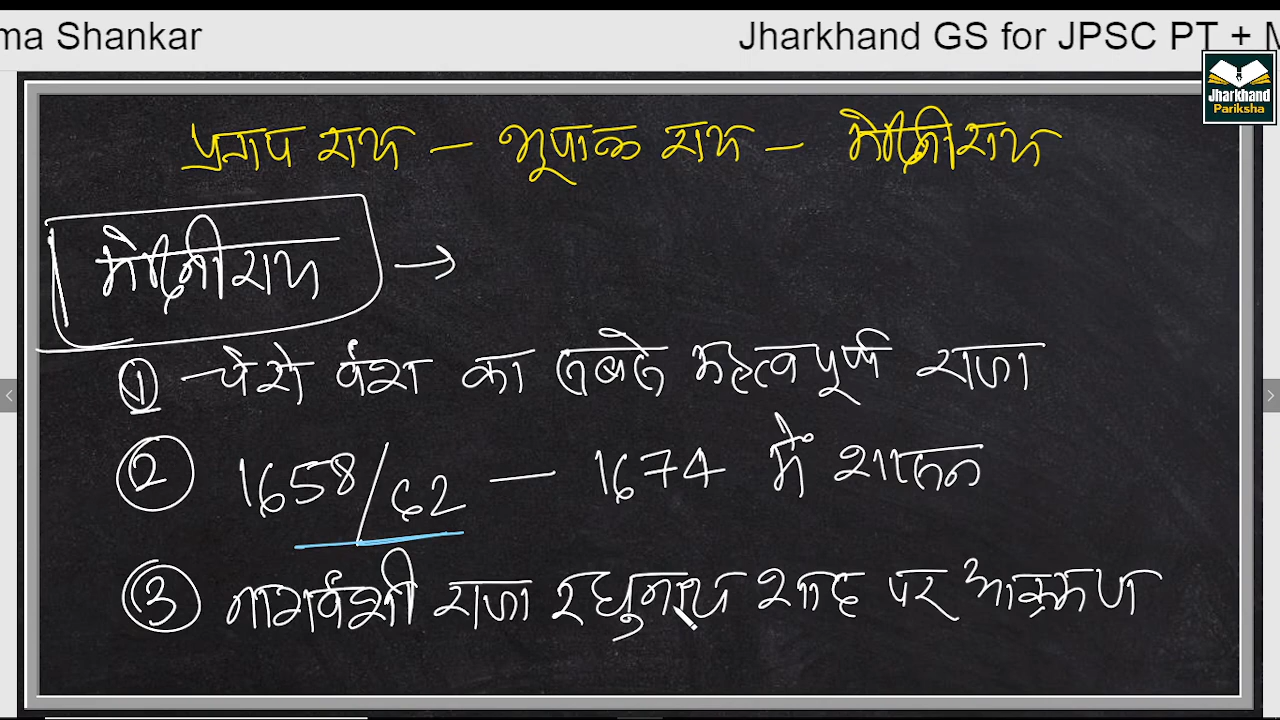 ma Shankar
Jharkhand GS for JPSC PT + M
Jharkhand
Pariksha
प्रताप राय – भूपाल राय – मेदिनीराय
मेदिनीराय →
① चेरो वंश का सबसे महत्वपूर्ण राजा
② 1658/62 – 1674 में शासन
③ नागवंशी राजा रघुनाथ शाह पर आक्रमण